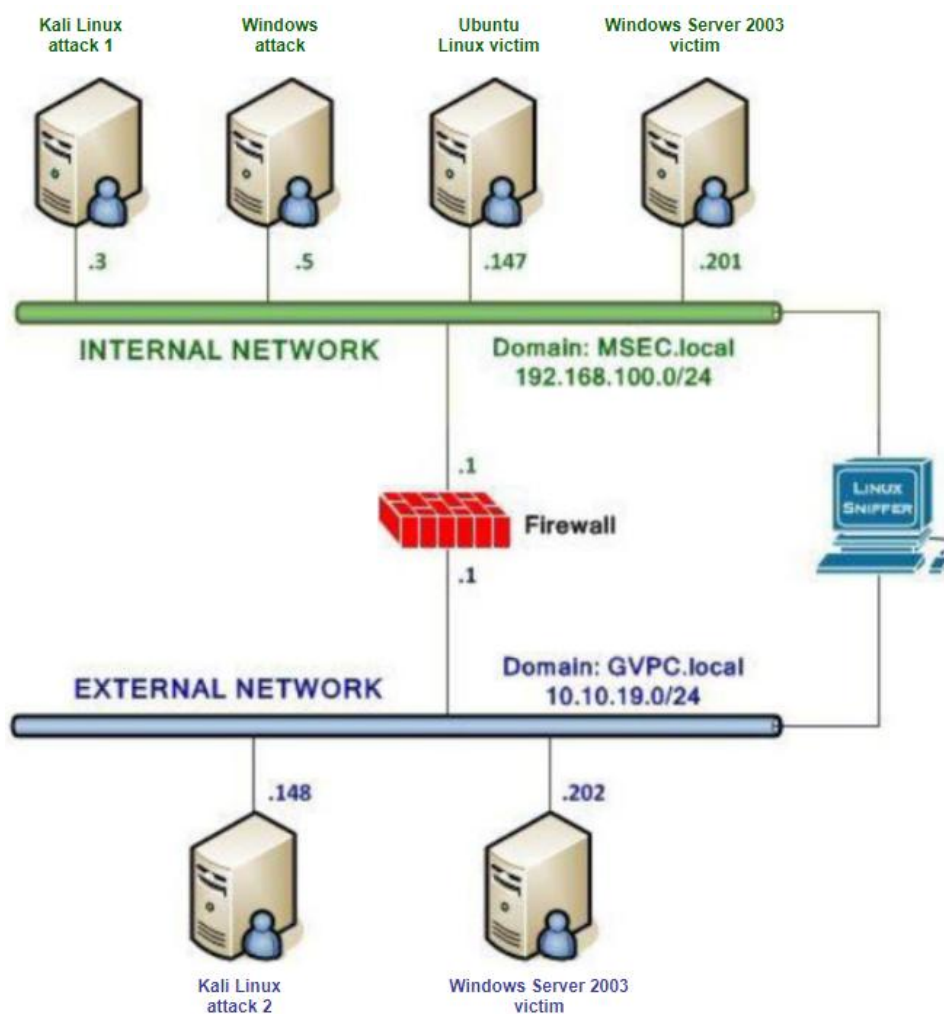 Kali Linux
attack 1
Windows
attack
Ubuntu
Linux victim
Windows Server 2003
victim
.3
.5
.147
.201
INTERNAL NETWORK
Domain: MSEC.local
192.168.100.0/24
.1
Firewall
.1
LINUX
SNIFFER
EXTERNAL NETWORK
Domain: GVPC.local
10.10.19.0/24
.148
.202
Kali Linux
attack 2
Windows Server 2003
victim